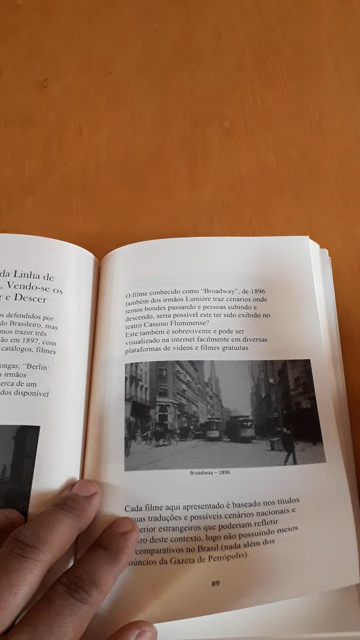 da Linha de
, Vendo-se os
r e Descer
os defendidos por
do Brasileiro, mas
mos trazer três
ão em 189?, com
catálogos, filmes
ongas; "Berlin:
s irmãos
erca de um
dos disponível
O filme conhecido como "Broadway", de 1896
também dos irmãos Lumière traz cenários onde
temos bondes passando e pessoas subindo e
descendo, seria possível este ter sido exibido no
teatro Cassino Fluminense?
Este também é sobrevivente e pode ser
visualizado na internet facilmente em diversas
plataformas de vídeos e filmes gratuitas.
Broadway – 1896
Cada filme aqui apresentado é baseado nos títulos
suas traduções e possíveis cenários nacionais e
erior estrangeiros que poderiam refletir
ro deste contexto, logo não possuindo meios
comparativos no Brasil (nada além dos
núncios da Gazeta de Petrópolis).
89